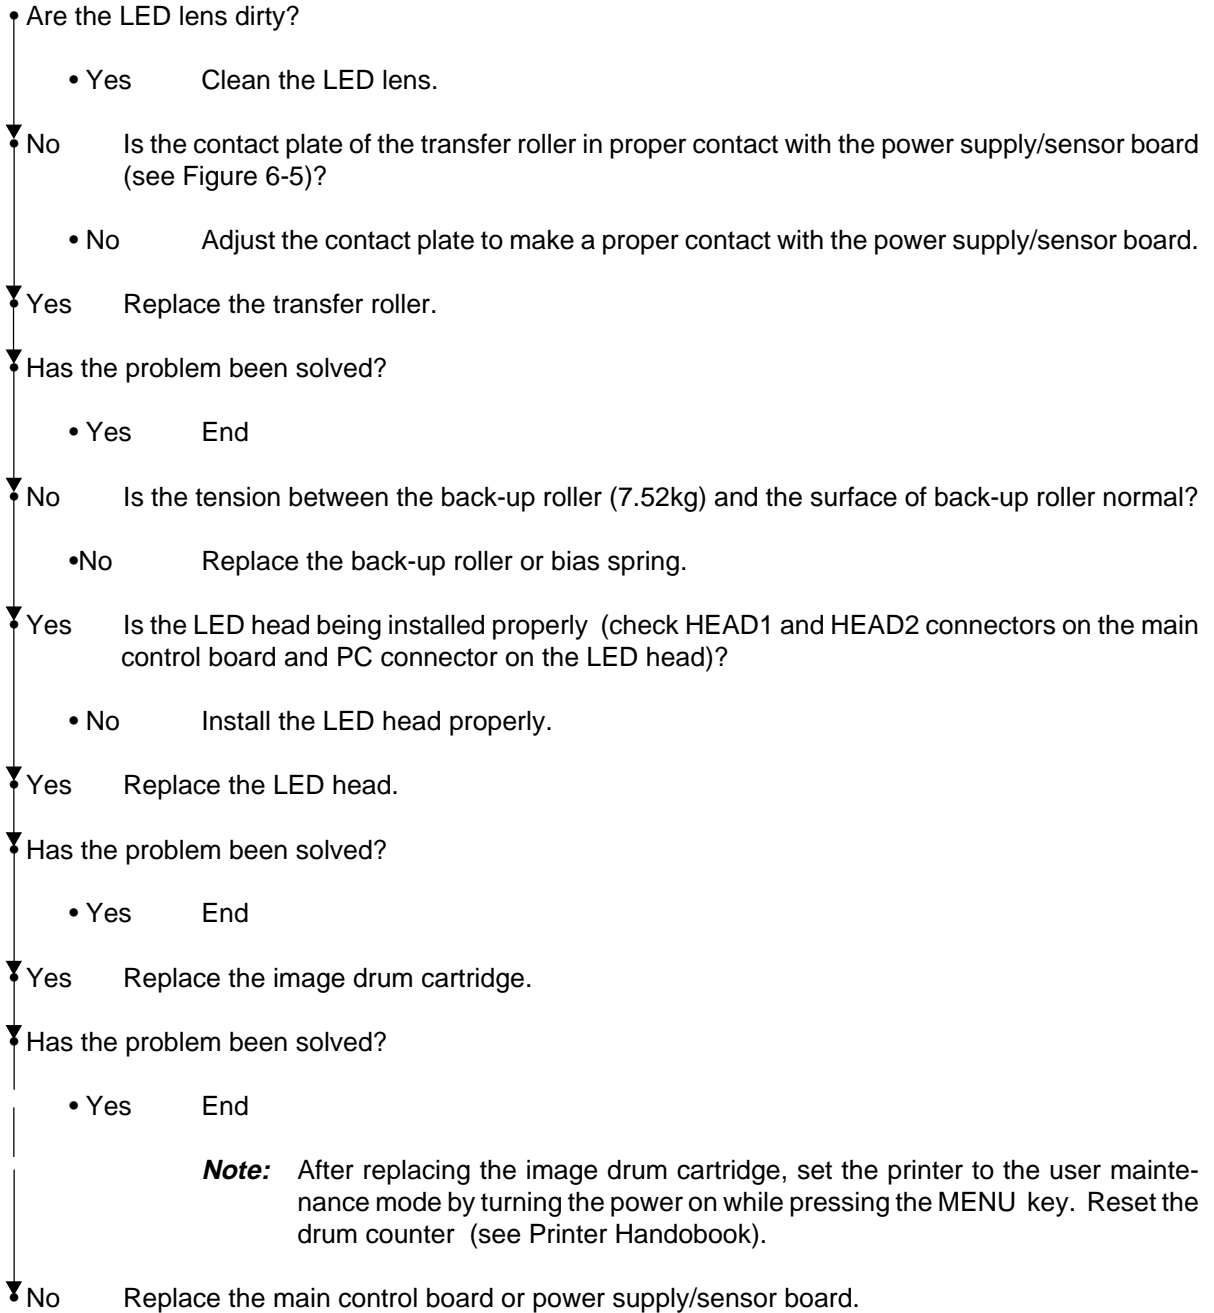 • Are the LED lens dirty?
• Yes Clean the LED lens.
• No Is the contact plate of the transfer roller in proper contact with the power supply/sensor board
(see Figure 6-5)?
• No Adjust the contact plate to make a proper contact with the power supply/sensor board.
• Yes Replace the transfer roller.
• Has the problem been solved?
• Yes End
• No Is the tension between the back-up roller (7.52kg) and the surface of back-up roller normal?
•No Replace the back-up roller or bias spring.
• Yes Is the LED head being installed properly (check HEAD1 and HEAD2 connectors on the main
control board and PC connector on the LED head)?
• No Install the LED head properly.
• Yes Replace the LED head.
• Has the problem been solved?
• Yes End
• Yes Replace the image drum cartridge.
• Has the problem been solved?
• Yes End
Note: After replacing the image drum cartridge, set the printer to the user mainte-
nance mode by turning the power on while pressing the MENU key. Reset the
drum counter (see Printer Handobook).
• No Replace the main control board or power supply/sensor board.